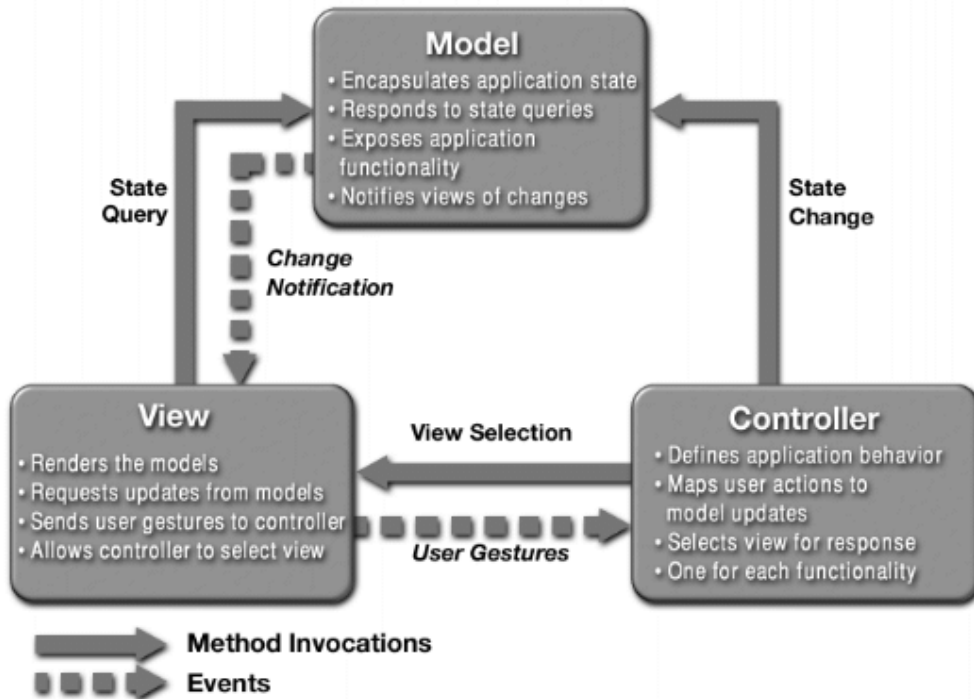 Model
• Encapsulates application state
• Responds to state queries
• Exposes application
functionality
• Notifies views of changes
State
Query
State
Change
Change
Notification
View
• Renders the models
• Requests updates from models
• Sends user gestures to controller
• Allows controller to select view
View Selection
User Gestures
Controller
• Defines application behavior
• Maps user actions to
model updates
• Selects view for response
• One for each functionality
Method Invocations
Events